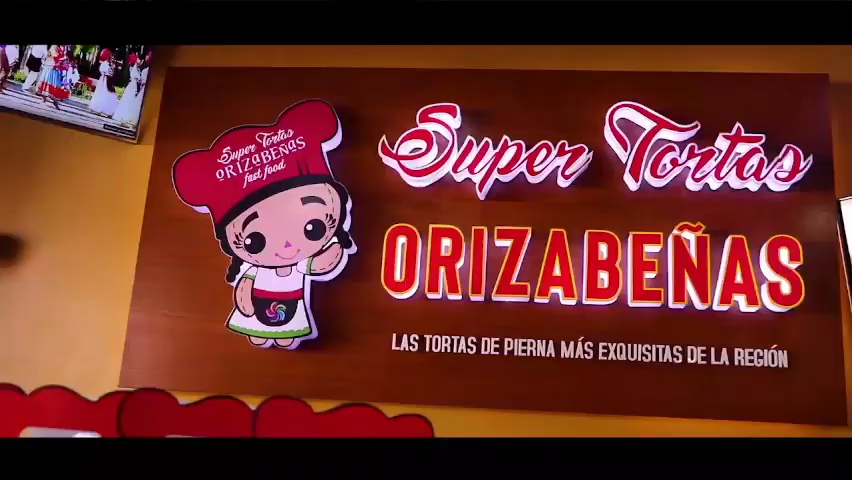 Super Tortas
ORIZABEÑAS
fast food
Super Tortas
ORIZABEÑAS
LAS TORTAS DE PIERNA MÁS EXQUISITAS DE LA REGIÓN